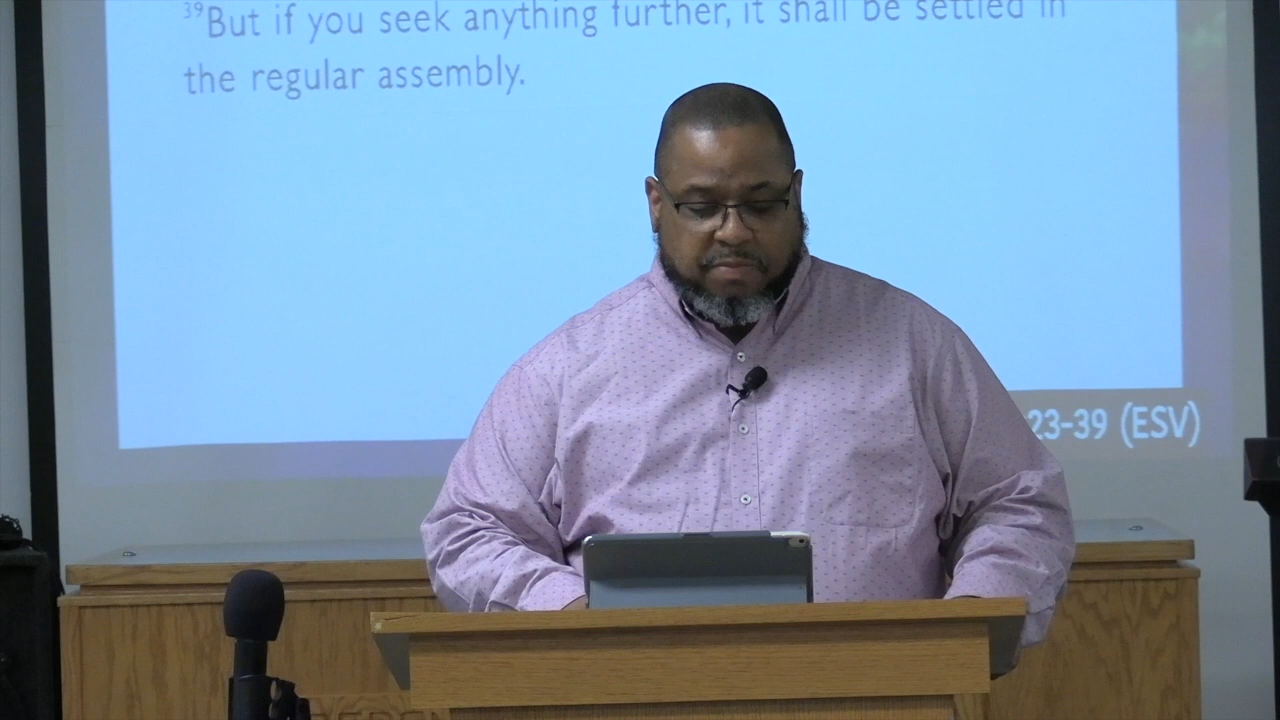 39But if you seek anything further, it shall be settled in
the regular assembly.
23-39 (ESV)